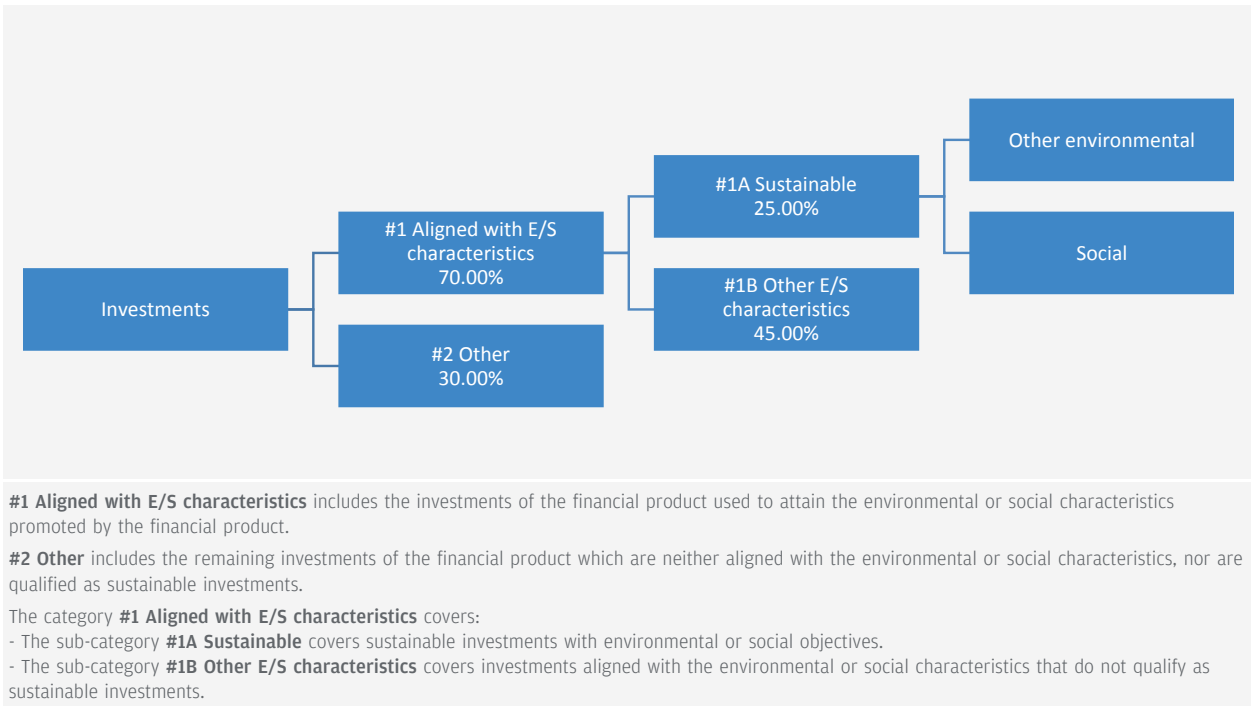 Investments
#1 Aligned with E/S
characteristics
70.00%
#2 Other
30.00%
#1A Sustainable
25.00%
#1B Other E/S
characteristics
45.00%
Other environmental
Social
#1 Aligned with E/S characteristics includes the investments of the financial product used to attain the environmental or social characteristics
promoted by the financial product.
#2 Other includes the remaining investments of the financial product which are neither aligned with the environmental or social characteristics, nor are
qualified as sustainable investments.
The category #1 Aligned with E/S characteristics covers:
- The sub-category #1A Sustainable covers sustainable investments with environmental or social objectives.
- The sub-category #1B Other E/S characteristics covers investments aligned with the environmental or social characteristics that do not qualify as
sustainable investments.